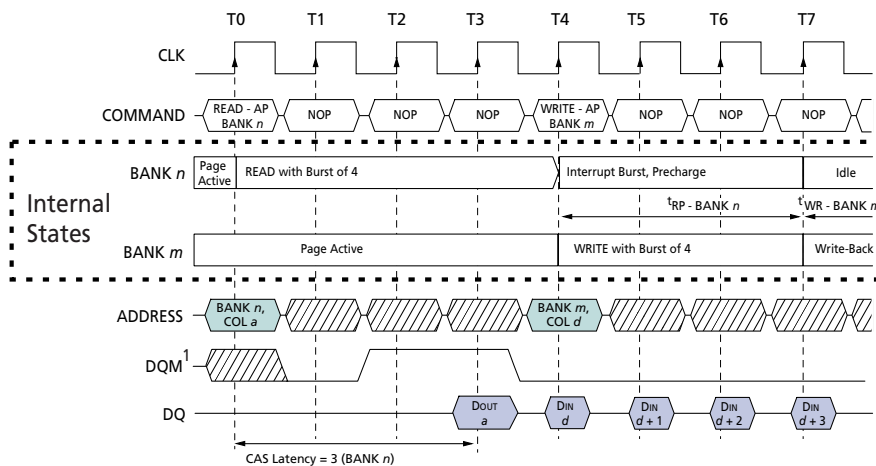 T0 T1 T2 T3 T4 T5 T6 T7
CLK
COMMAND
READ - AP
BANK n
NOP
NOP
NOP
WRITE - AP
BANK m
NOP
NOP
NOP
Internal
States
BANK n
Page
Active
READ with Burst of 4
Interrupt Burst, Precharge
Idle
tRP - BANK n
tWR - BANK m
BANK m
Page Active
WRITE with Burst of 4
Write-Back
ADDRESS
BANK n,
COL a
BANK m,
COL d
DQM1
DQ
DOUT
a
DIN
d
DIN
d + 1
DIN
d + 2
DIN
d + 3
CAS Latency = 3 (BANK n)